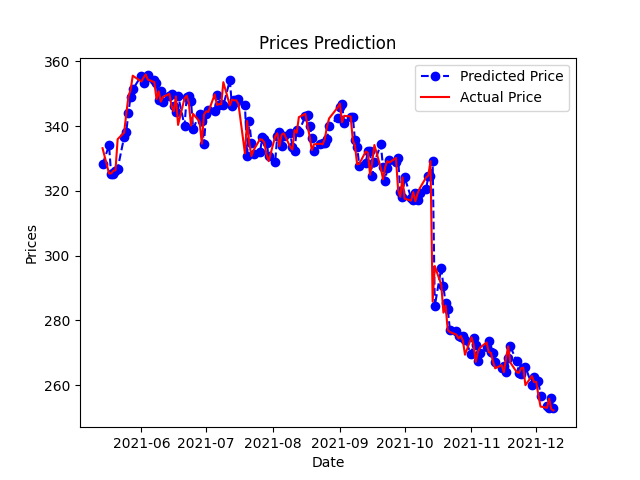 Prices Prediction
Predicted Price
Actual Price
360
340
320
300
280
260
Prices
2021-06 2021-07 2021-08 2021-09 2021-10 2021-11 2021-12
Date